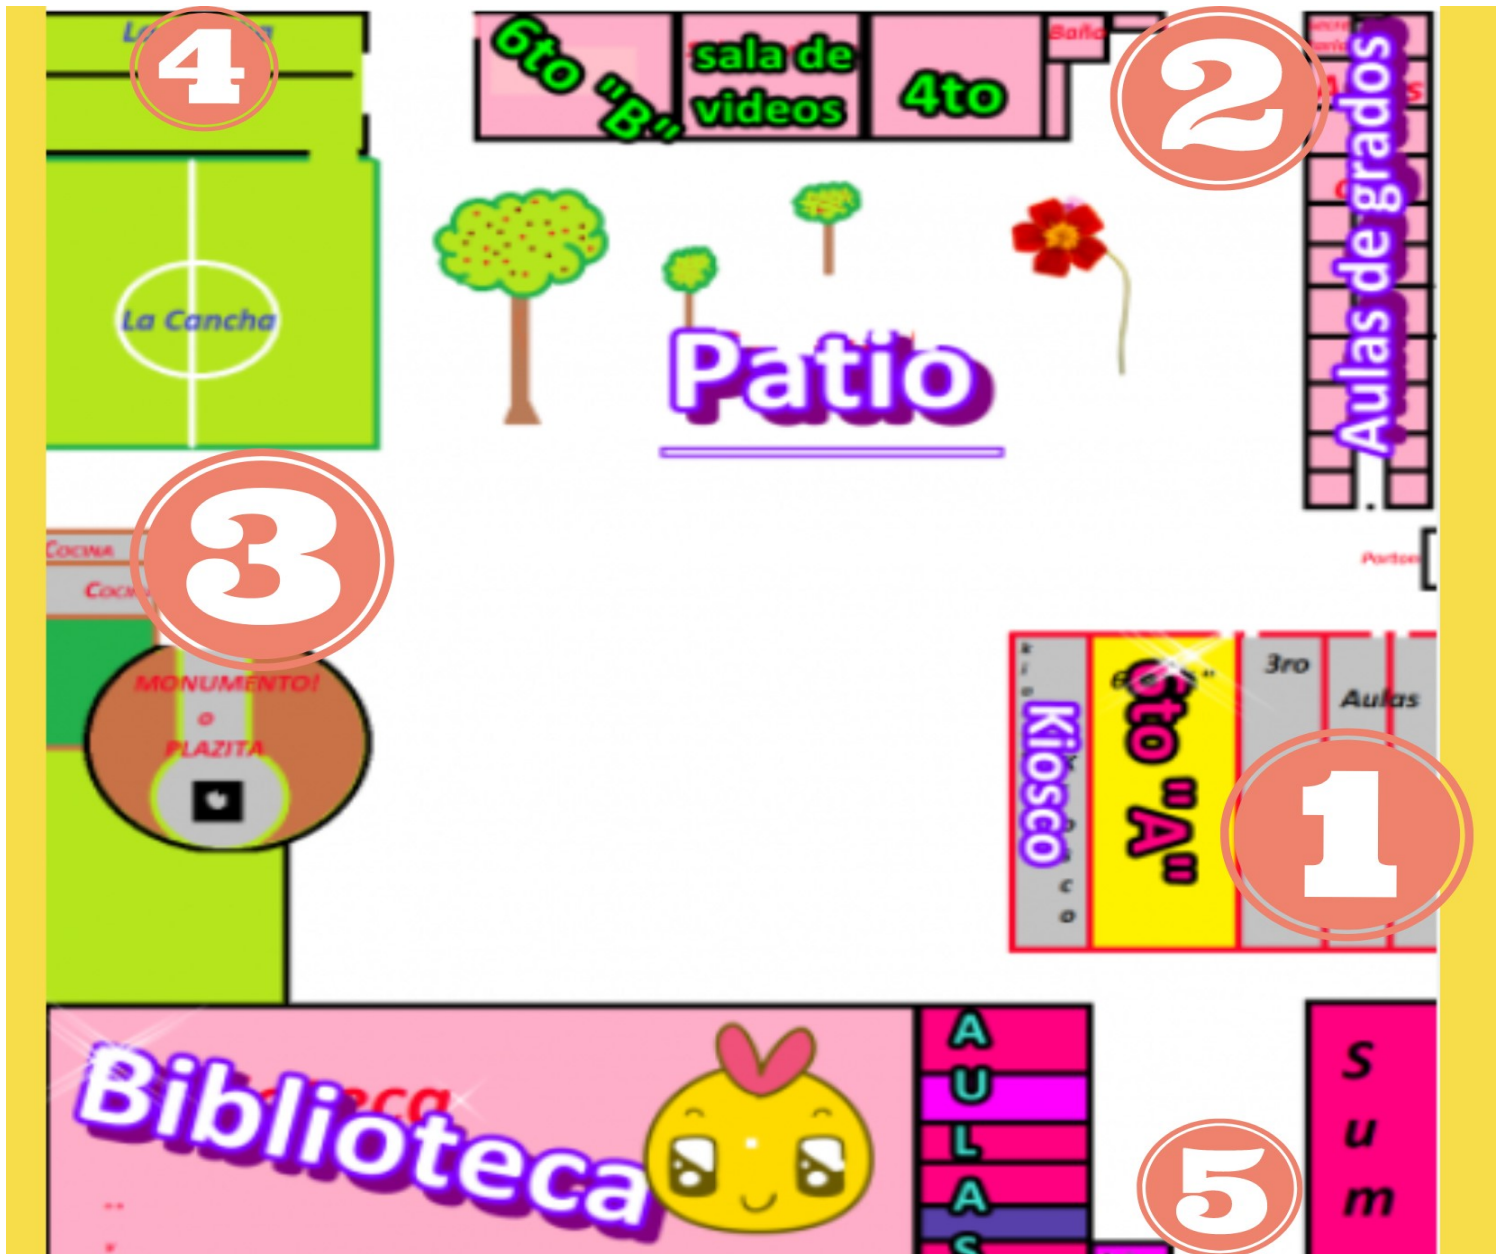 4
6to "B"
sala de
videos
4to
Baño
2
Aulas de grados
La Cancha
Patio
3
COCINA
MONUMENTO!
o
PLAZITA
Porton
Kiosco
6to "A"
3ro
Aulas
1
Biblioteca
AULAS
5
Sum